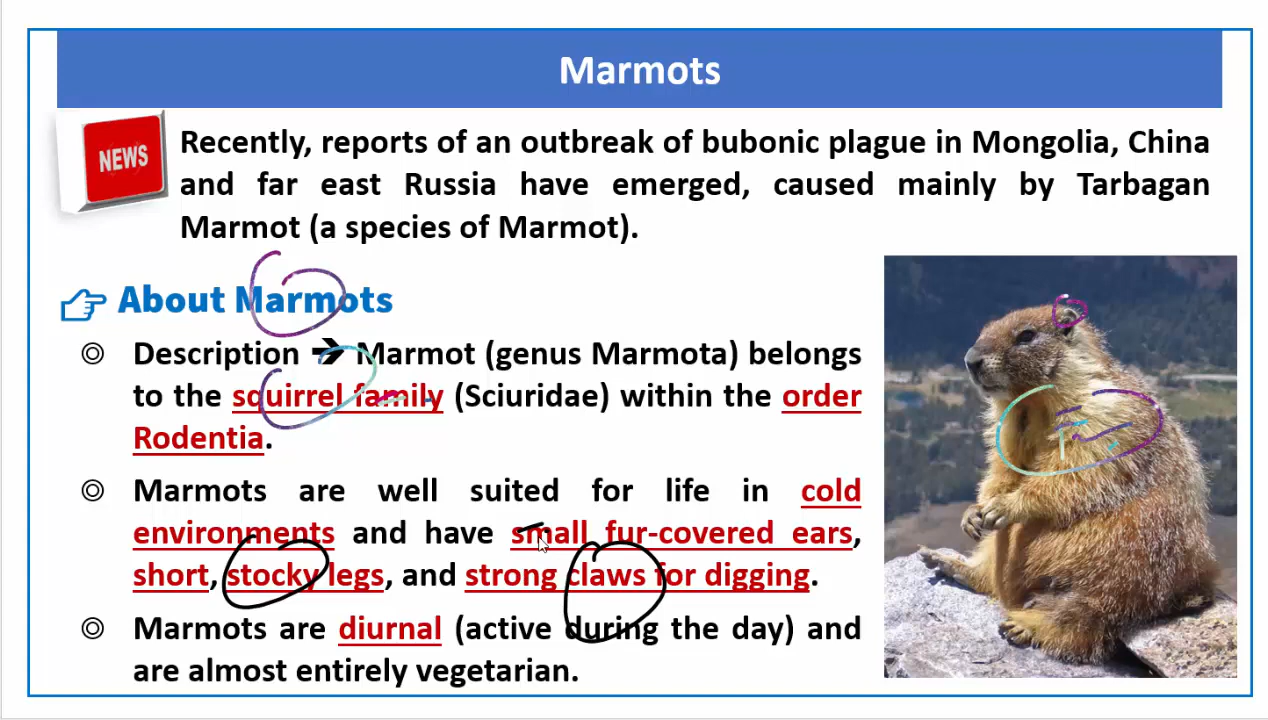 Marmots
NEWS
Recently, reports of an outbreak of bubonic plague in Mongolia, China
and far east Russia have emerged, caused mainly by Tarbagan
Marmot (a species of Marmot).
About Marmots
Description ➔ Marmot (genus Marmota) belongs
to the squirrel family (Sciuridae) within the order
Rodentia.
Marmots are well suited for life in cold
environments and have small fur-covered ears,
short, stocky legs, and strong claws for digging.
Marmots are diurnal (active during the day) and
are almost entirely vegetarian.